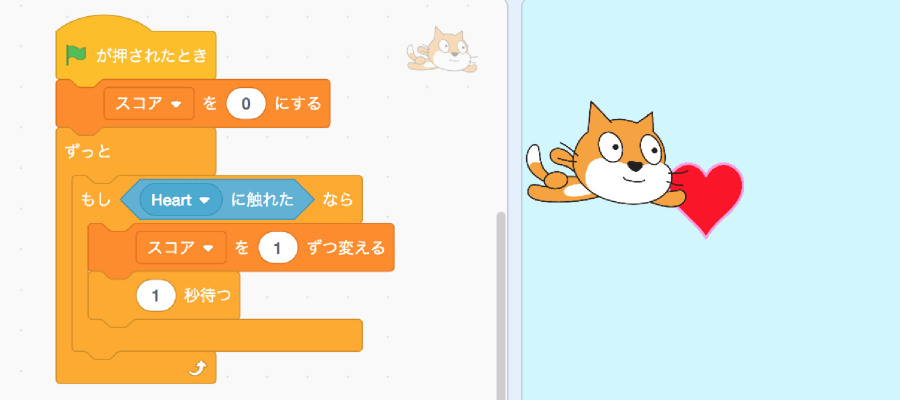 が押されたとき
スコア を 0 にする
ずっと
もし Heart に触れた なら
スコア を 1 ずつ変える
1 秒待つ